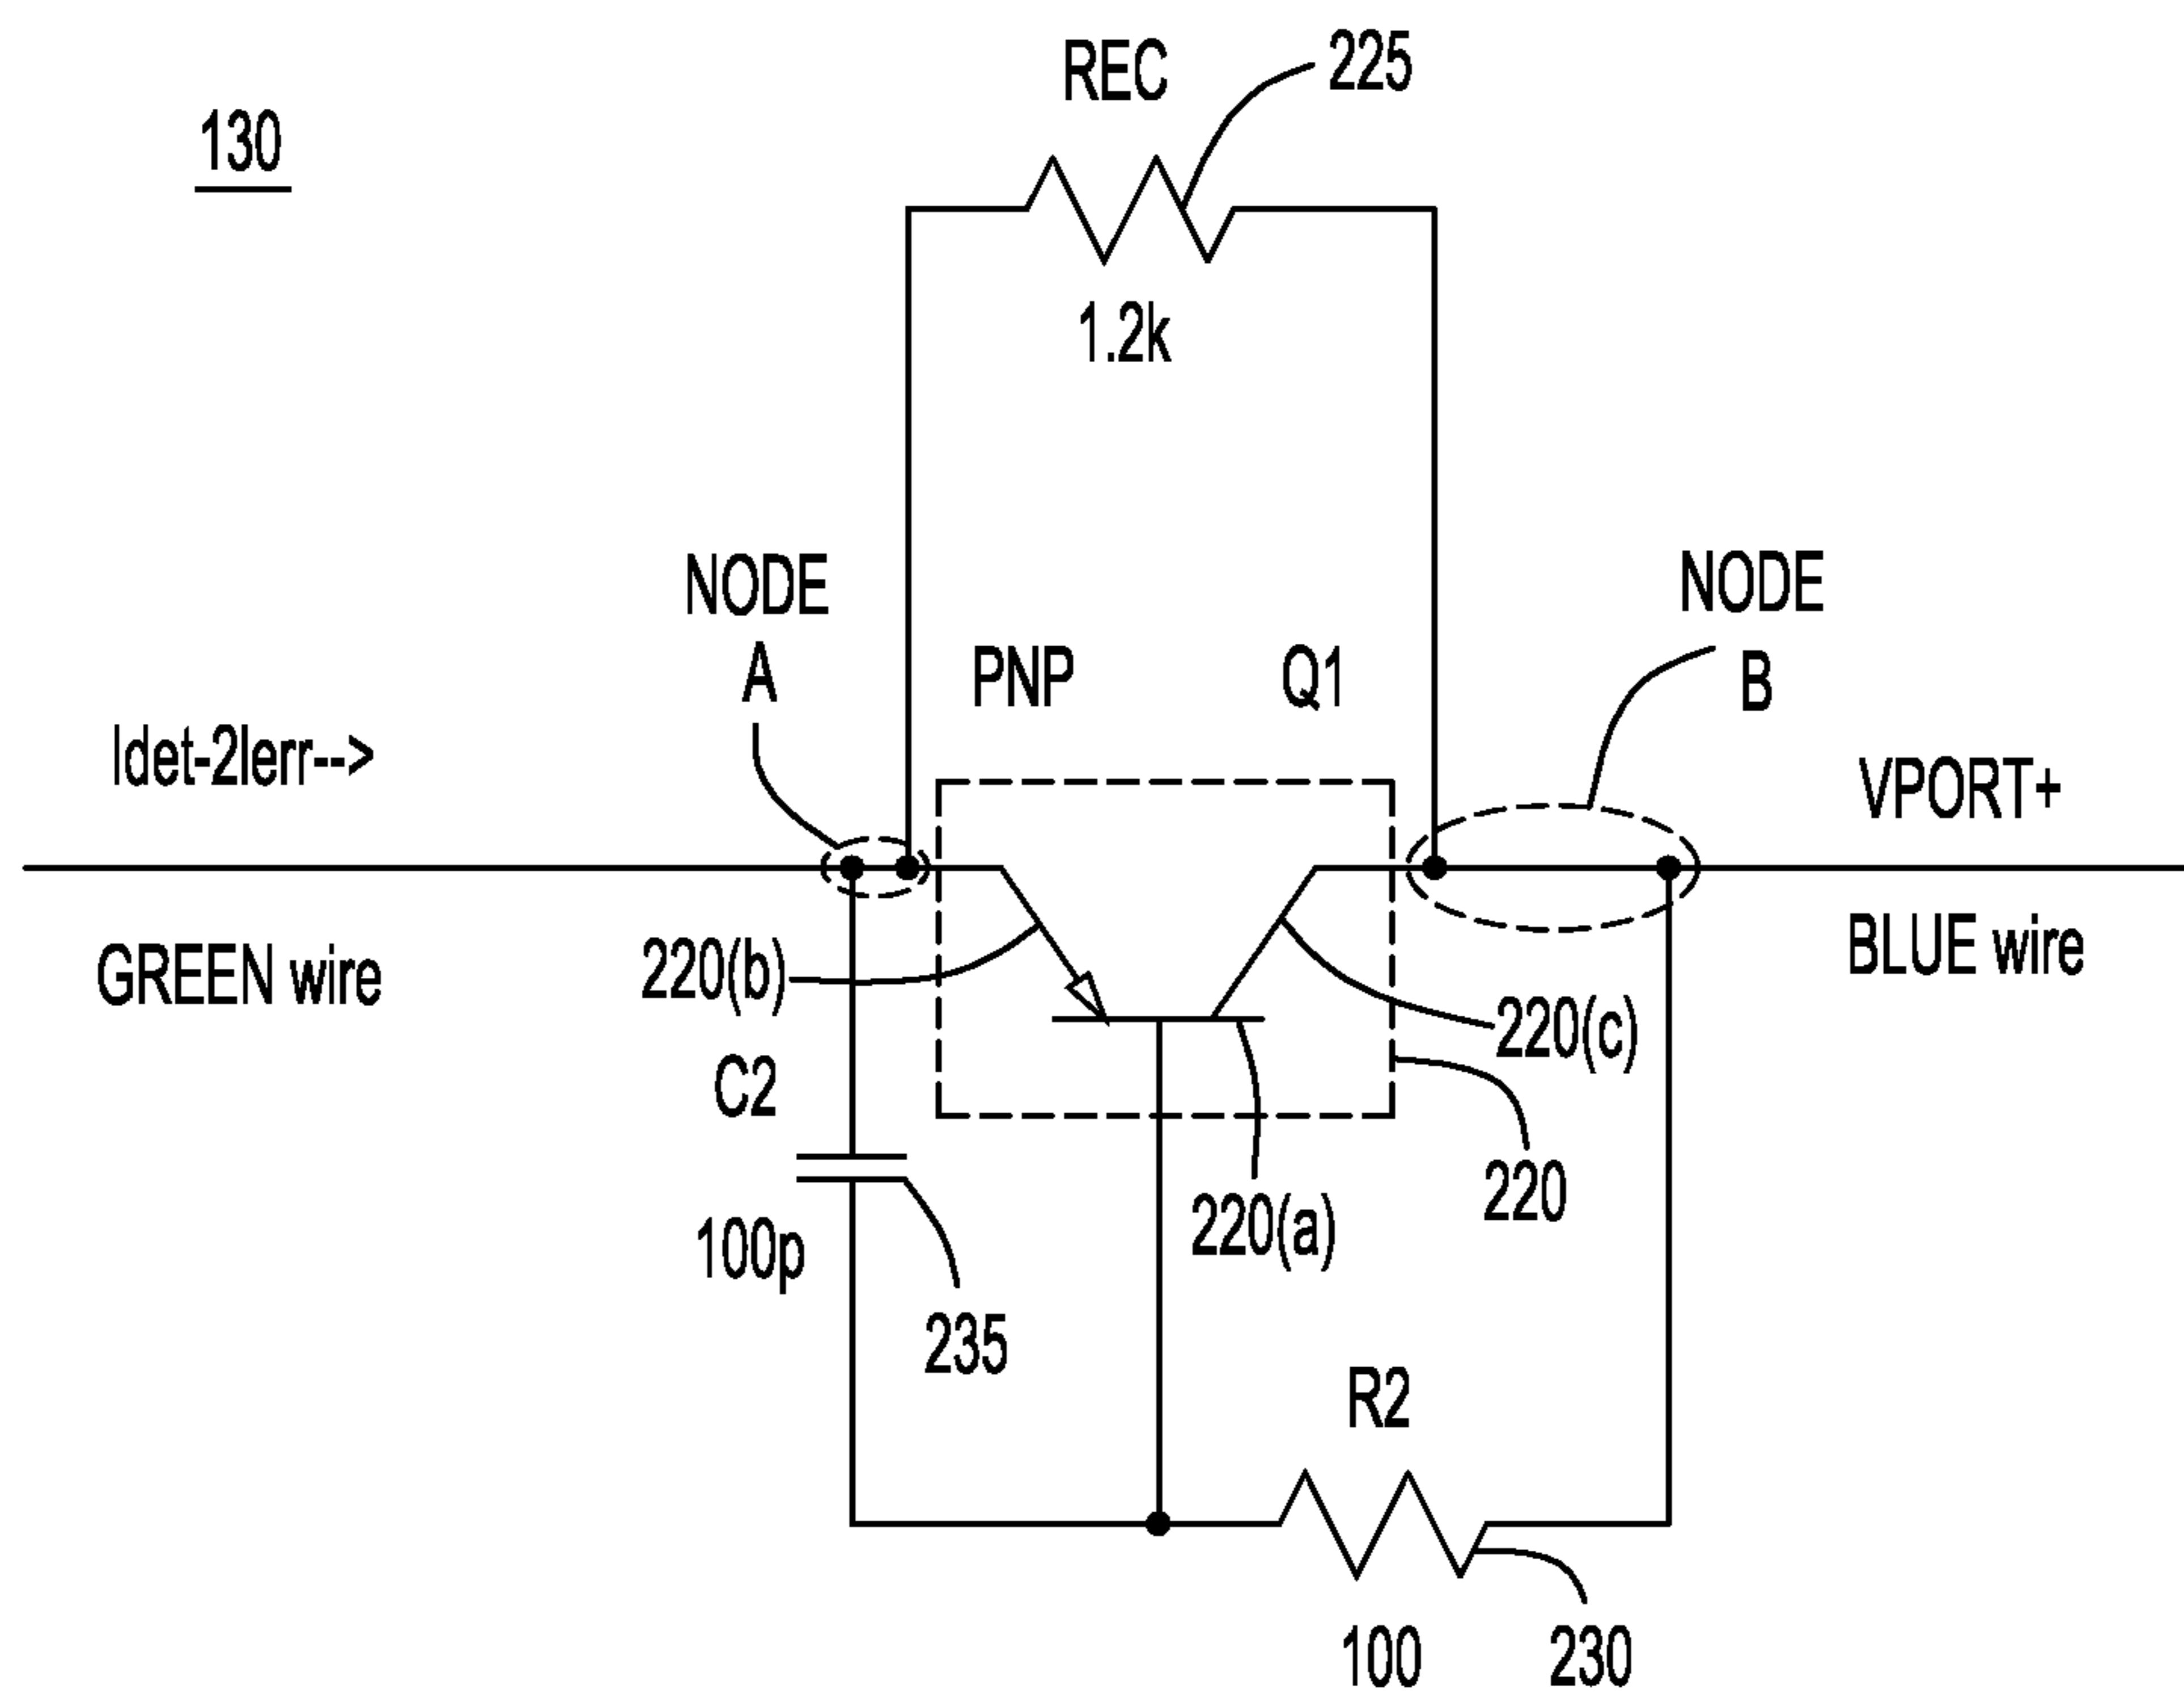 130
REC
225
1.2k
NODE
A
PNP
Q1
NODE
B
Idet-2Ierr-->
VPORT+
GREEN wire
BLUE wire
220(b)
220(c)
C2
220
220(a)
100p
235
R2
100
230